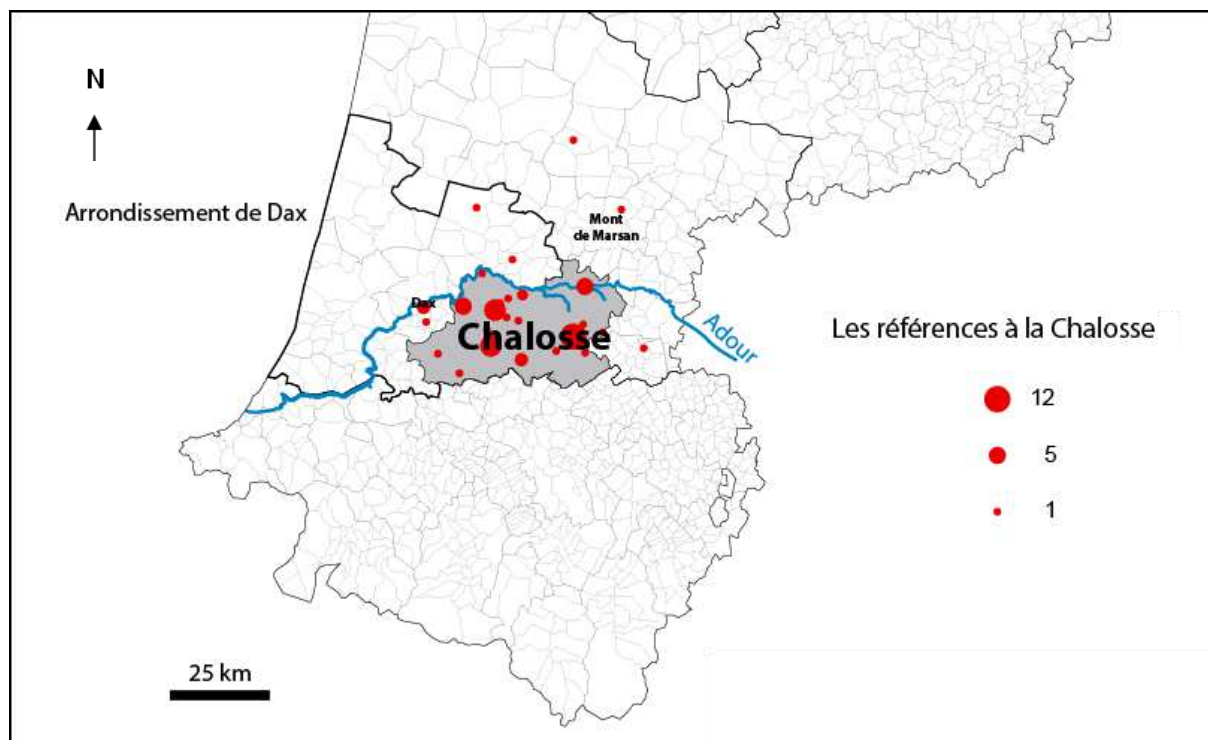 N
Arrondissement de Dax
Mont
de Marsan
Dax
Chalosse
Adour
Les références à la Chalosse
12
5
1
25 km